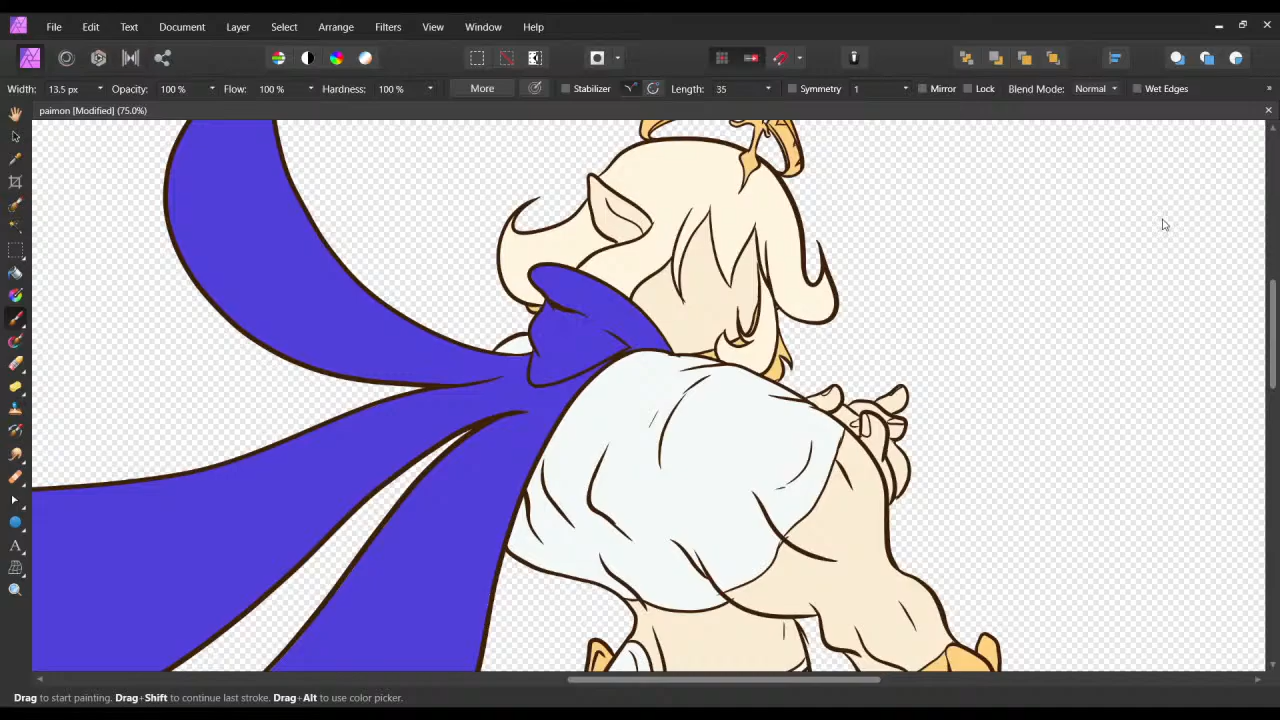 File Edit Text Document Layer Select Arrange Filters View Window Help
Width: 13.5 px Opacity: 100 % Flow: 100 % Hardness: 100 % More Stabilizer Length: 35 Symmetry 1 Mirror Lock Blend Mode: Normal Wet Edges
paimon [Modified] (75.0%)
Drag to start painting. Drag+Shift to continue last stroke. Drag+Alt to use color picker.